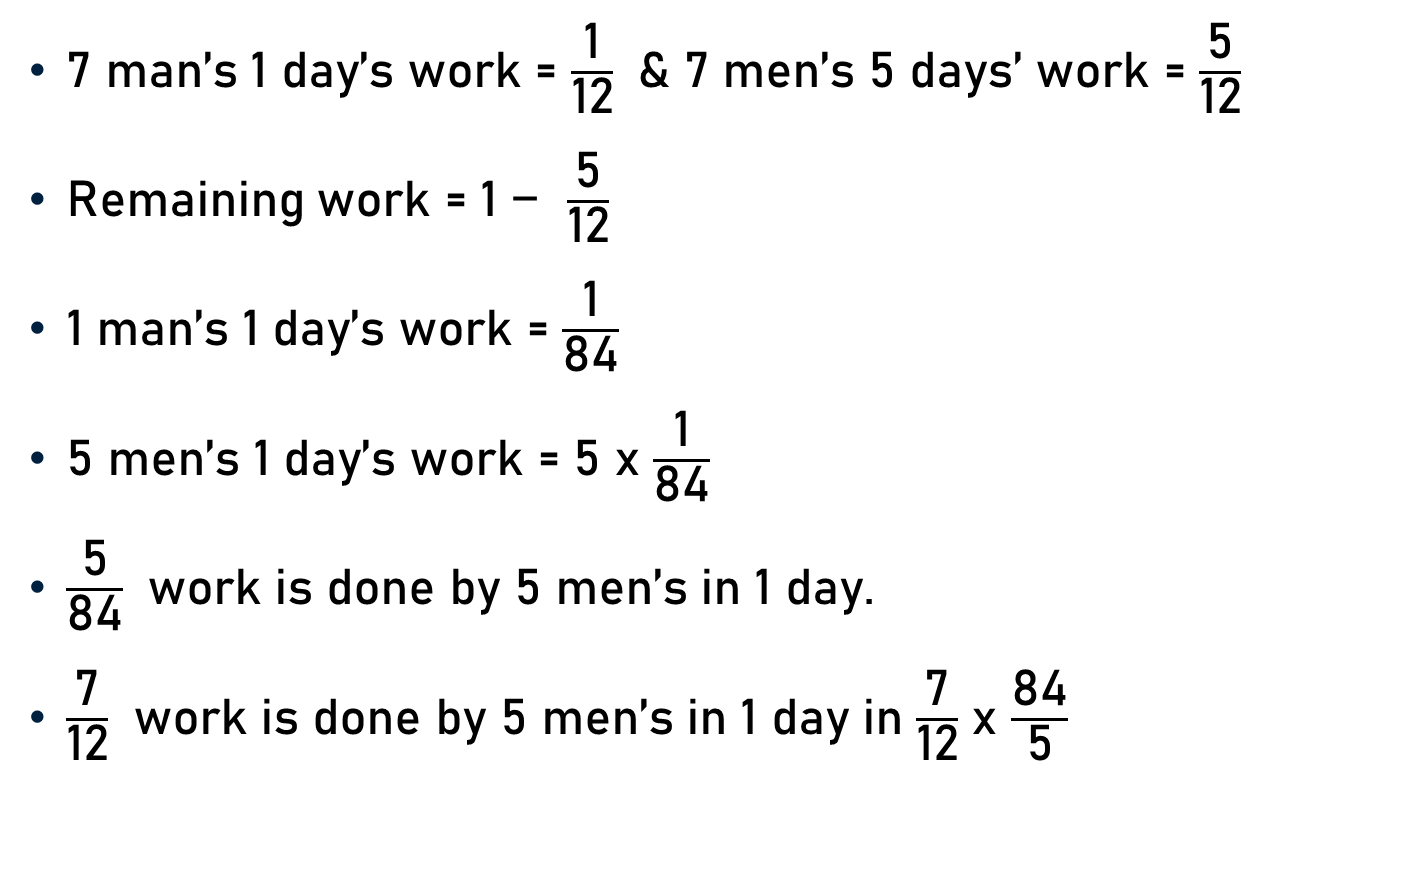 • 7 man’s 1 day’s work = 1/12 & 7 men’s 5 days’ work = 5/12
• Remaining work = 1 – 5/12
• 1 man’s 1 day’s work = 1/84
• 5 men’s 1 day’s work = 5 x 1/84
• 5/84 work is done by 5 men’s in 1 day.
• 7/12 work is done by 5 men’s in 1 day in 7/12 x 84/5